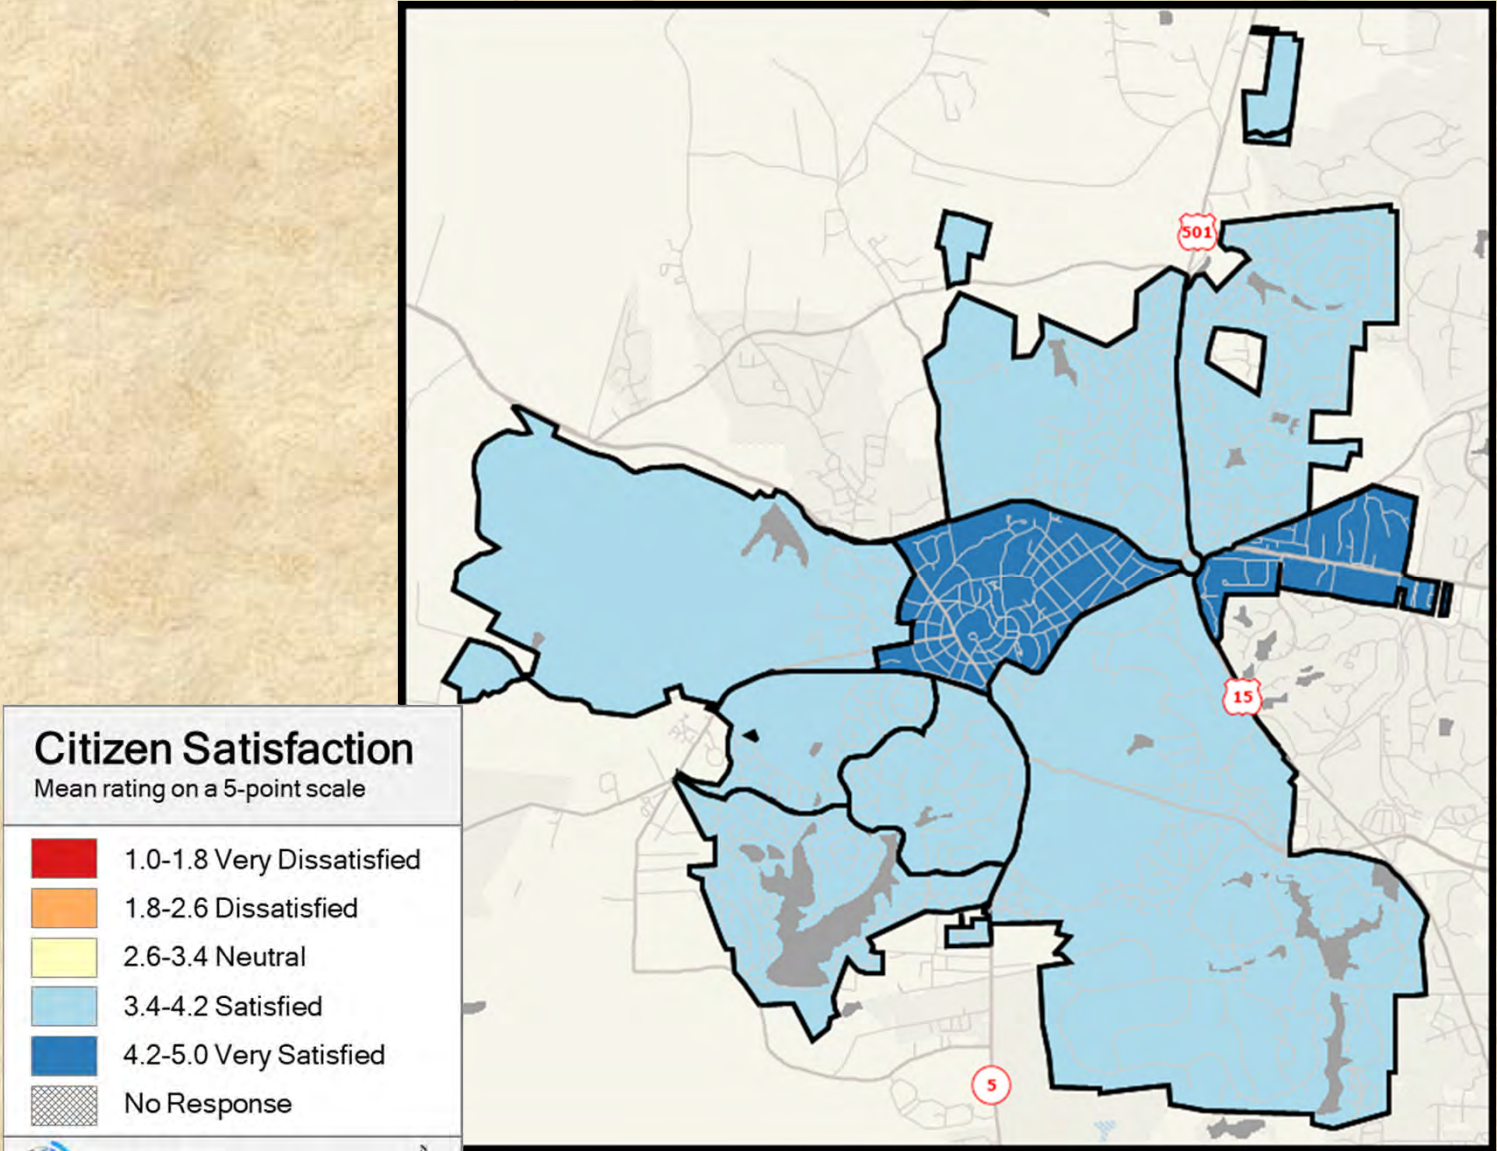 501
15
5
Citizen Satisfaction
Mean rating on a 5-point scale
1.0-1.8 Very Dissatisfied
1.8-2.6 Dissatisfied
2.6-3.4 Neutral
3.4-4.2 Satisfied
4.2-5.0 Very Satisfied
No Response